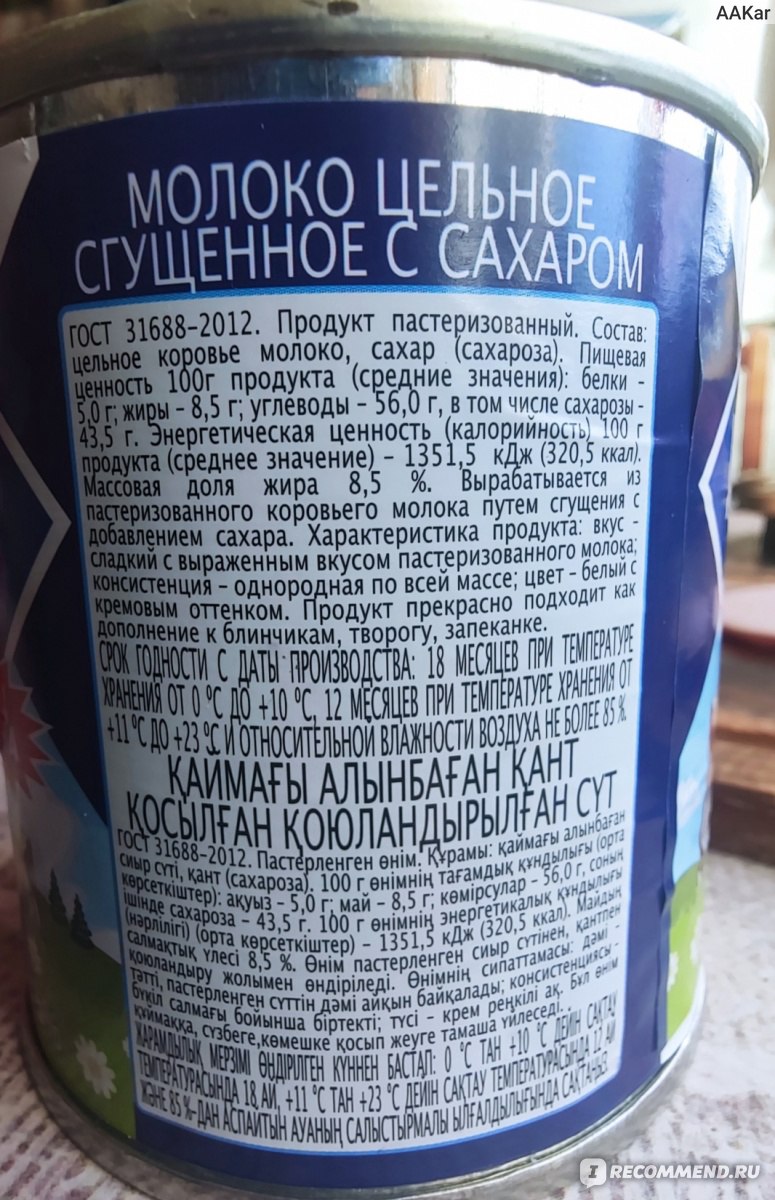 AAKar
МОЛОКО ЦЕЛЬНОЕ
СГУЩЕННОЕ С САХАРОМ
ГОСТ 31688-2012. Продукт пастеризованный. Состав:
цельное коровье молоко, сахар (сахароза). Пищевая
ценность 100г продукта (средние значения): белки -
5,0 г; жиры - 8,5 г; углеводы - 56,0 г, в том числе сахарозы -
43,5 г. Энергетическая ценность (калорийность) 100 г
продукта (среднее значение) - 1351,5 кДж (320,5 ккал).
Массовая доля жира 8,5 %. Вырабатывается из
пастеризованного коровьего молока путем сгущения с
добавлением сахара. Характеристика продукта: вкус -
сладкий с выраженным вкусом пастеризованного молока;
консистенция - однородная по всей массе; цвет - белый с
кремовым оттенком. Продукт прекрасно подходит как
дополнение к блинчикам, творогу, запеканке.
СРОК ГОДНОСТИ С ДАТЫ ПРОИЗВОДСТВА: 18 МЕСЯЦЕВ ПРИ ТЕМПЕРАТУРЕ
ХРАНЕНИЯ ОТ 0 °С ДО +10 °С, 12 МЕСЯЦЕВ ПРИ ТЕМПЕРАТУРЕ ХРАНЕНИЯ ОТ
+11 °С ДО +23 °С И ОТНОСИТЕЛЬНОЙ ВЛАЖНОСТИ ВОЗДУХА НЕ БОЛЕЕ 85 %.
ҚАЙМАҒЫ АЛЫНБАҒАН ҚАНТ
ҚОСЫЛҒАН ҚОЮЛАНДЫРЫЛҒАН СҮТ
ГОСТ 31688-2012. Пастерленген өнім. Құрамы: қаймағы алынбаған
сиыр сүті, қант (сахароза). 100 г өнімнің тағамдық құндылығы (орта
көрсеткіштер): ақуыз - 5,0 г; май - 8,5 г; көмірсулар - 56,0 г, соның
ішінде сахароза - 43,5 г. 100 г өнімнің энергетикалық құндылығы
(нәрлілігі) (орта көрсеткіштер) - 1351,5 кДж (320,5 ккал). Майдың
салмақтық үлесі 8,5 %. Өнім пастерленген сиыр сүтінен, қантпен
қоюландыру жолымен өндіріледі. Өнімнің сипаттамасы: дәмі -
тәтті, пастерленген сүттің дәмі айқын байқалады; консистенциясы -
бүкіл салмағы бойынша біртекті; түсі - крем реңкілі ақ. Бұл өнім
құймаққа, сүзбеге, көмешке қосып жеуге тамаша үйлеседі.
ЖАРАМДЫЛЫҚ МЕРЗІМІ ӨНДІРІЛГЕН КҮННЕН БАСТАП: 0 °С ТАН +10 °С ДЕЙІН САҚТАУ
ТЕМПЕРАТУРАСЫНДА 18 АЙ, +11 °С ТАН +23 °С ДЕЙІН САҚТАУ ТЕМПЕРАТУРАСЫНДА 12 АЙ
ЖӘНЕ 85 %-ДАН АСПАЙТЫН АУАНЫҢ САЛЫСТЫРМАЛЫ ЫЛҒАЛДЫЛЫҒЫНДА САҚТАҢЫЗ.
IRECOMMEND.RU